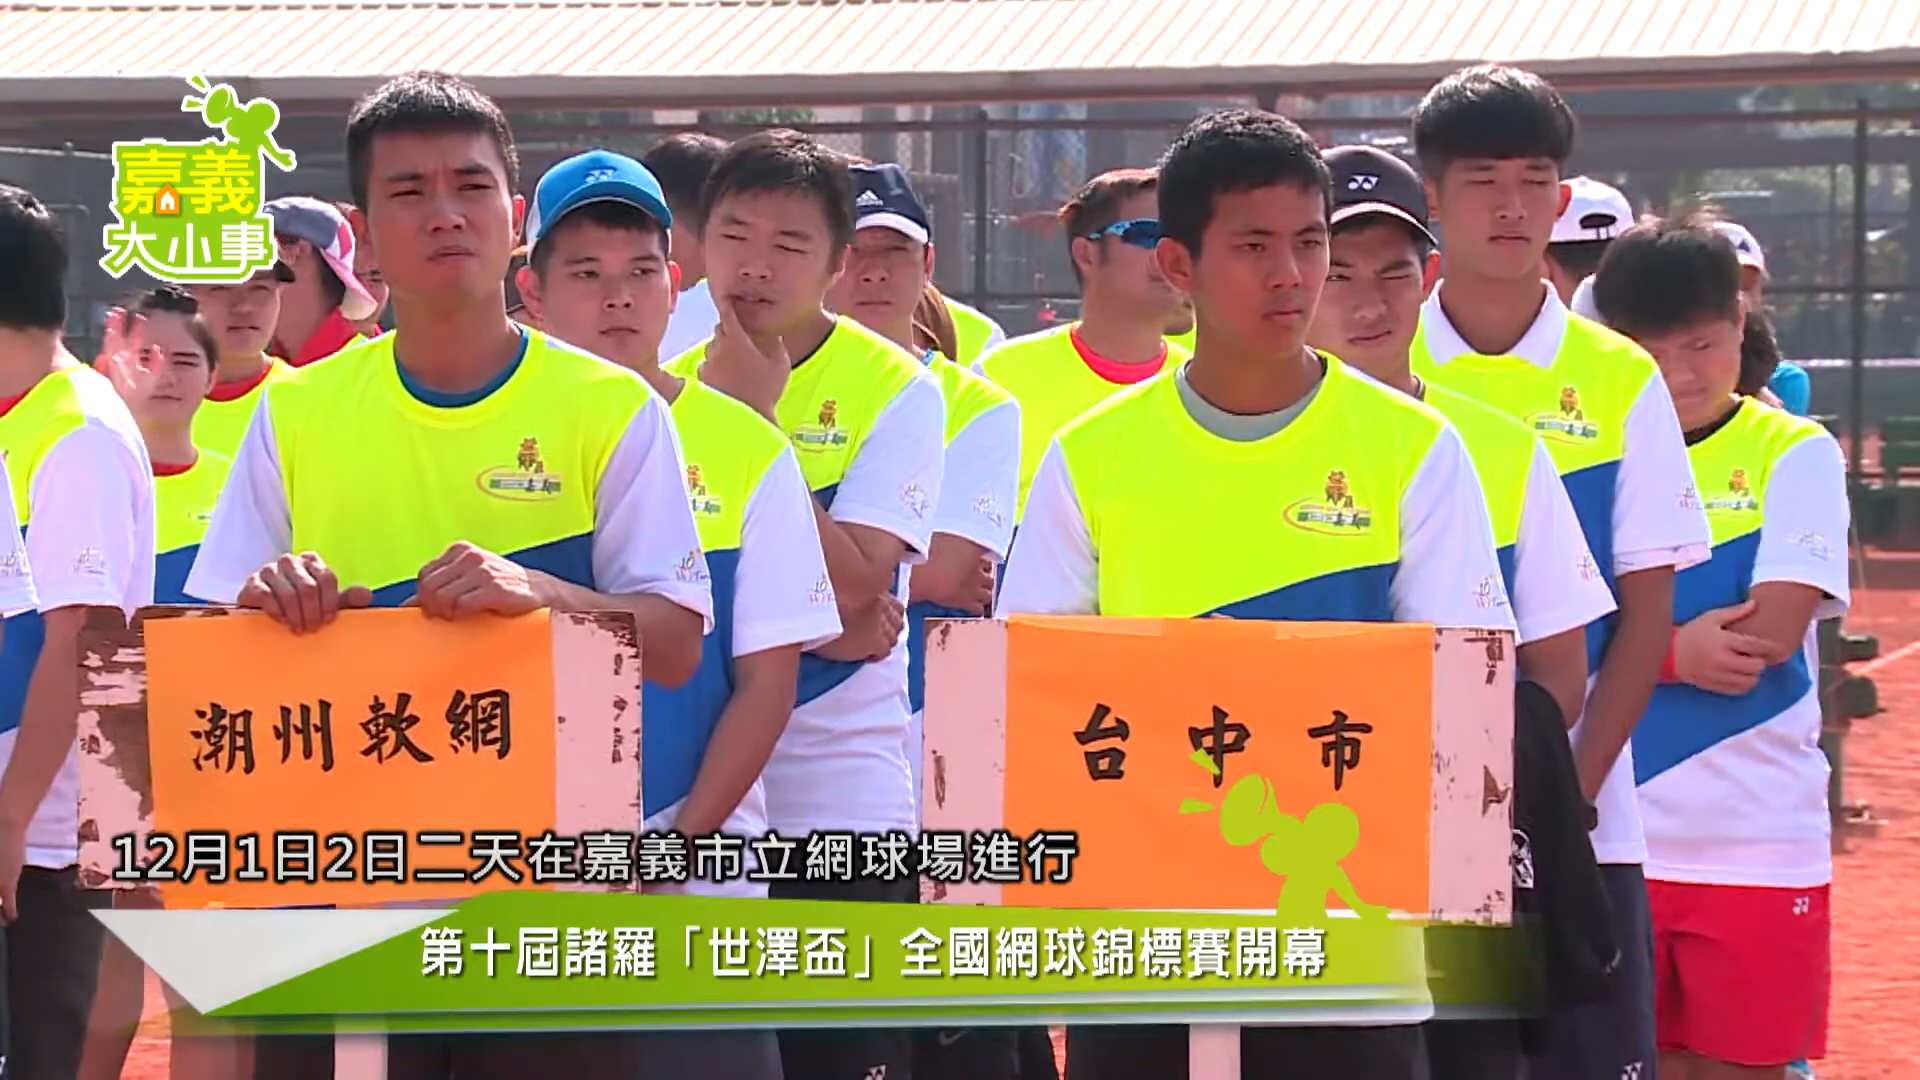 嘉義
大小事
潮州軟網
台中市
12月1日2日二天在嘉義市立網球場進行
第十屆諸羅「世澤盃」全國網球錦標賽開幕